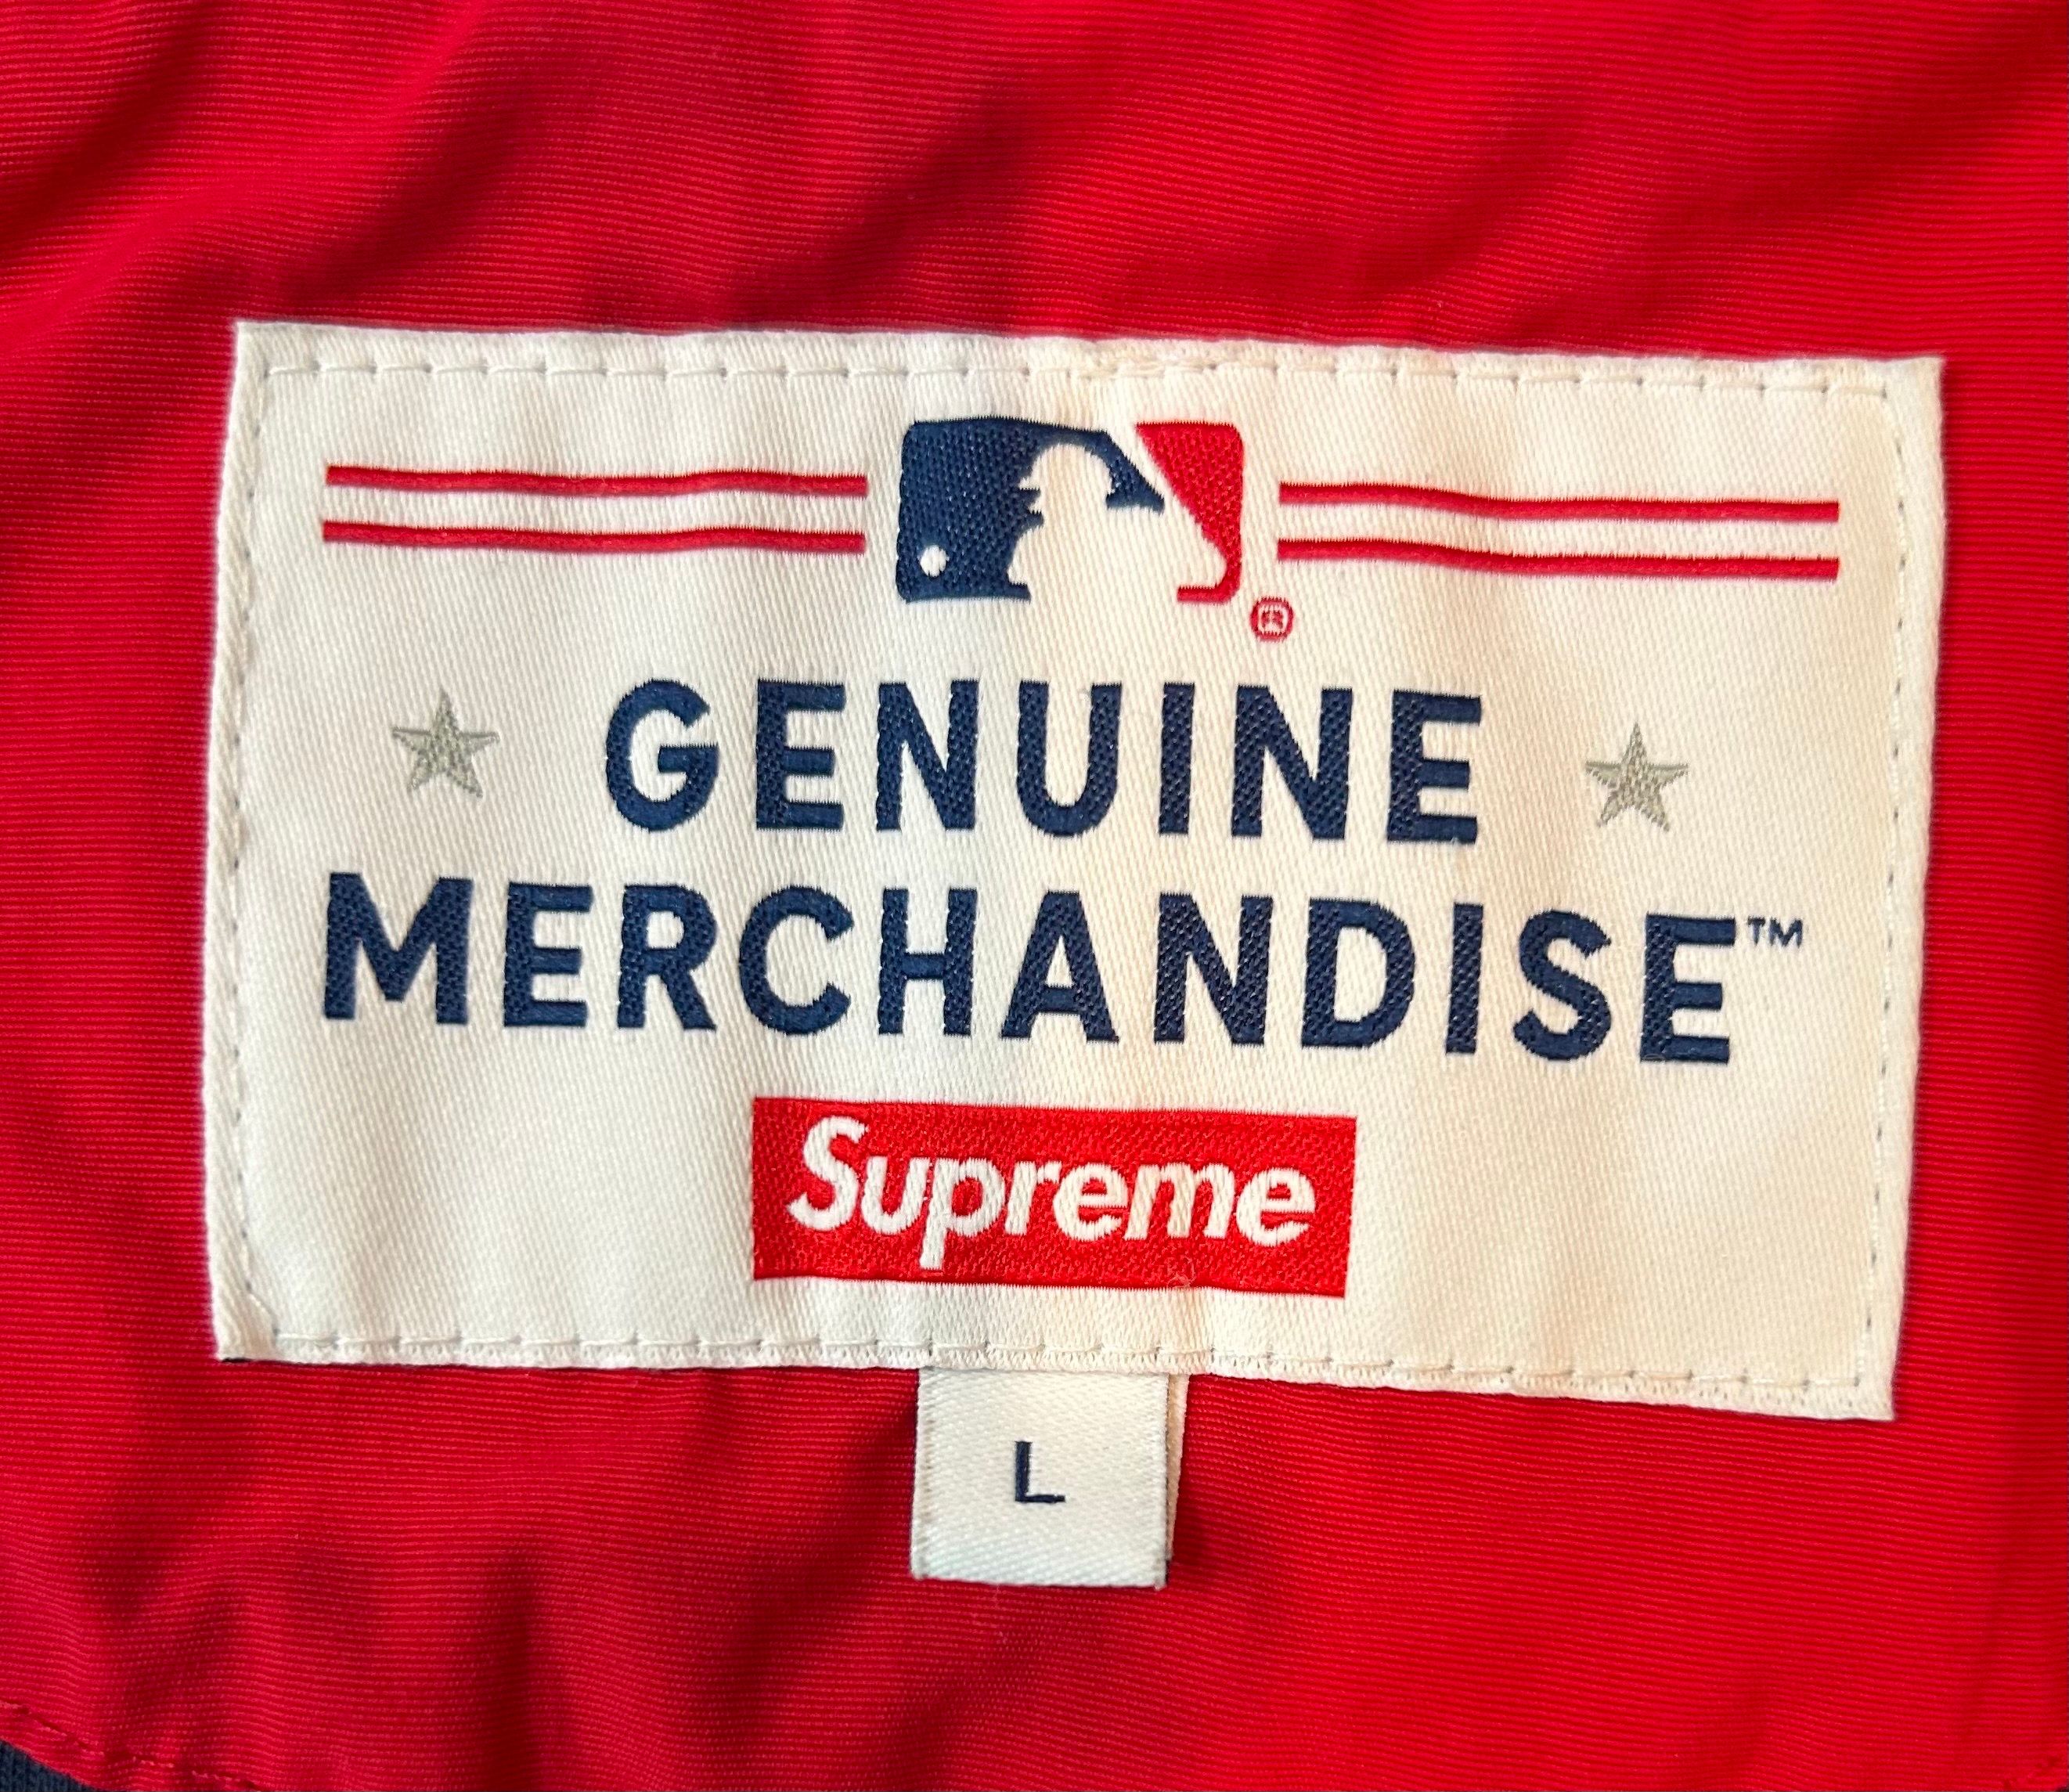 ®
GENUINE
MERCHANDISE™
Supreme
L